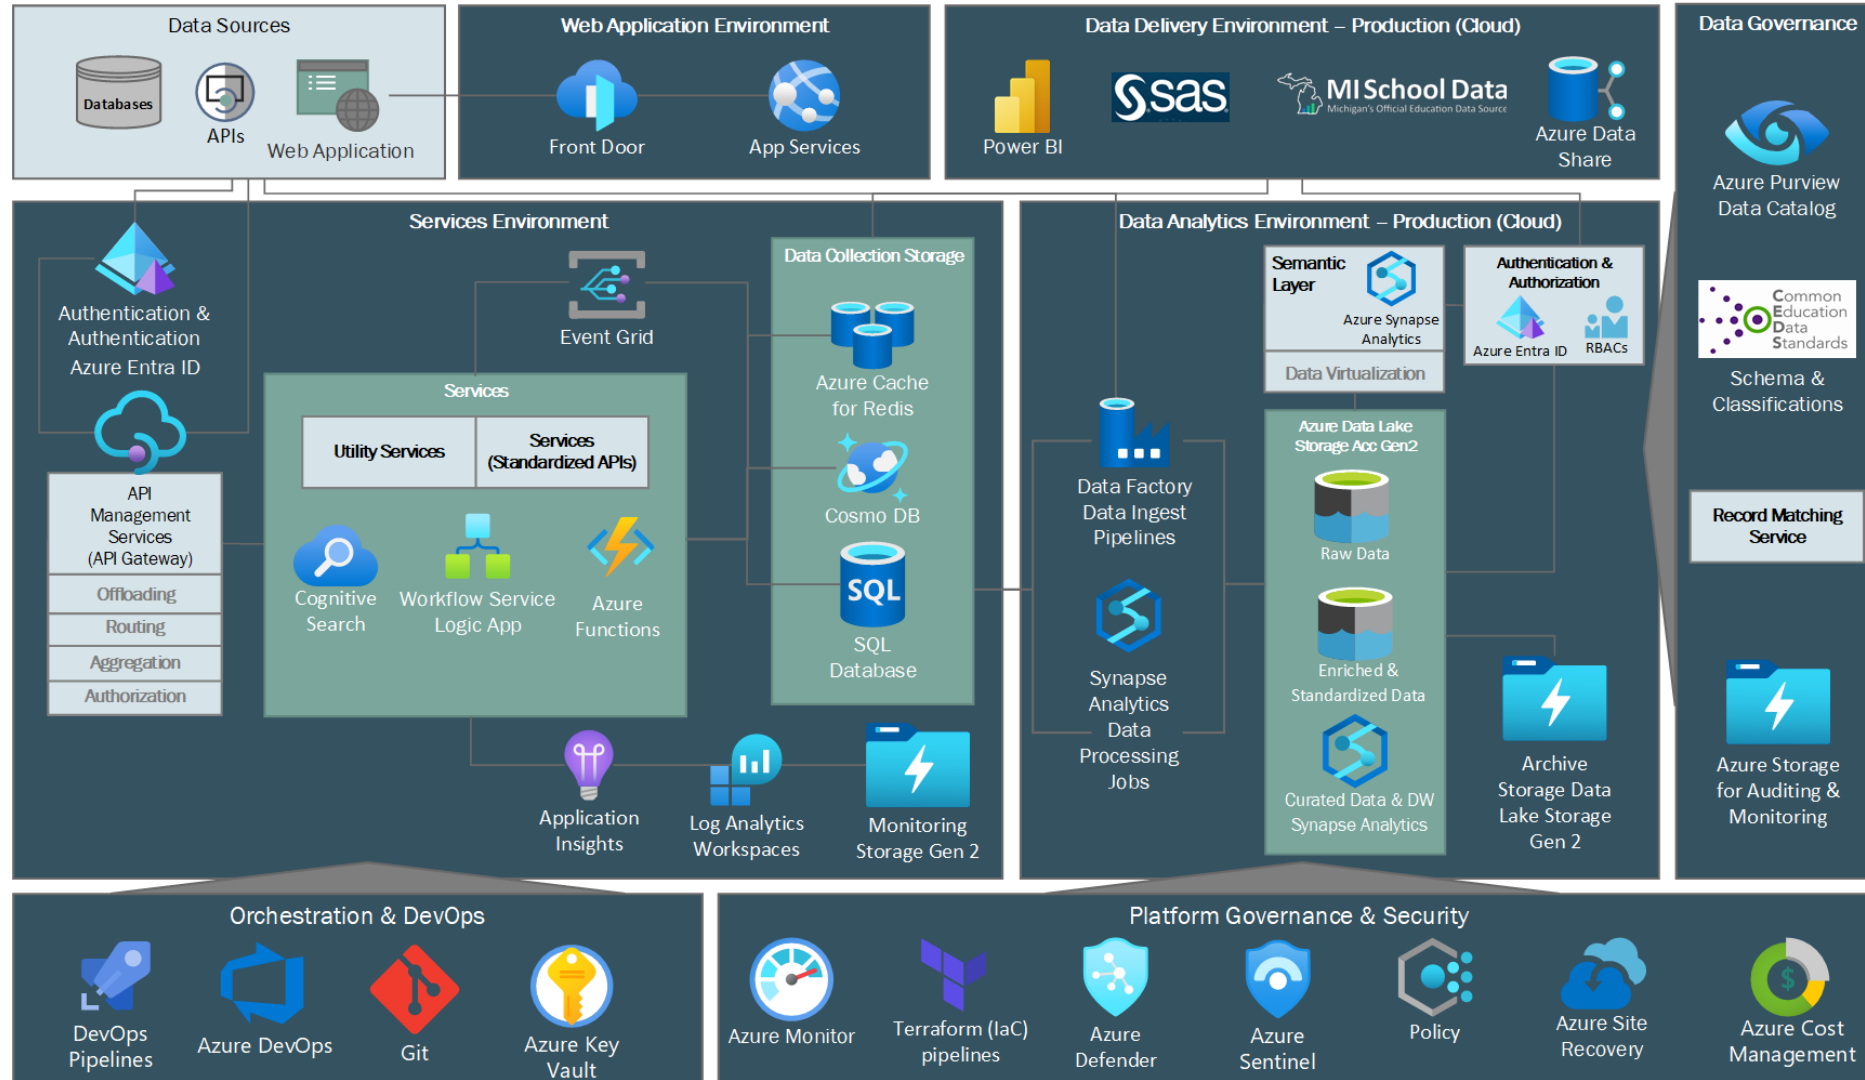 Data Sources
Databases
APIs
Web Application
Web Application Environment
Front Door
App Services
Data Delivery Environment – Production (Cloud)
Power BI
sas
MI School Data
Michigan's Official Education Data Source
Azure Data
Share
Data Governance
Azure Purview
Data Catalog
Common
Education
Data
Standards
Schema &
Classifications
Record Matching
Service
Azure Storage
for Auditing &
Monitoring
Services Environment
Authentication &
Authentication
Azure Entra ID
API
Management
Services
(API Gateway)
Offloading
Routing
Aggregation
Authorization
Event Grid
Services
Utility Services
Services
(Standardized APIs)
Cognitive
Search
Workflow Service
Logic App
Azure
Functions
Data Collection Storage
Azure Cache
for Redis
Cosmo DB
SQL
SQL
Database
Application
Insights
Log Analytics
Workspaces
Monitoring
Storage Gen 2
Data Analytics Environment – Production (Cloud)
Semantic
Layer
Azure Synapse
Analytics
Data Virtualization
Authentication &
Authorization
Azure Entra ID
RBACs
Data Factory
Data Ingest
Pipelines
Synapse
Analytics
Data
Processing
Jobs
Azure Data Lake
Storage Acc Gen2
Raw Data
Enriched &
Standardized Data
Curated Data & DW
Synapse Analytics
Archive
Storage Data
Lake Storage
Gen 2
Orchestration & DevOps
DevOps
Pipelines
Azure DevOps
Git
Azure Key
Vault
Platform Governance & Security
Azure Monitor
Terraform (IaC)
pipelines
Azure
Defender
Azure
Sentinel
Policy
Azure Site
Recovery
Azure Cost
Management